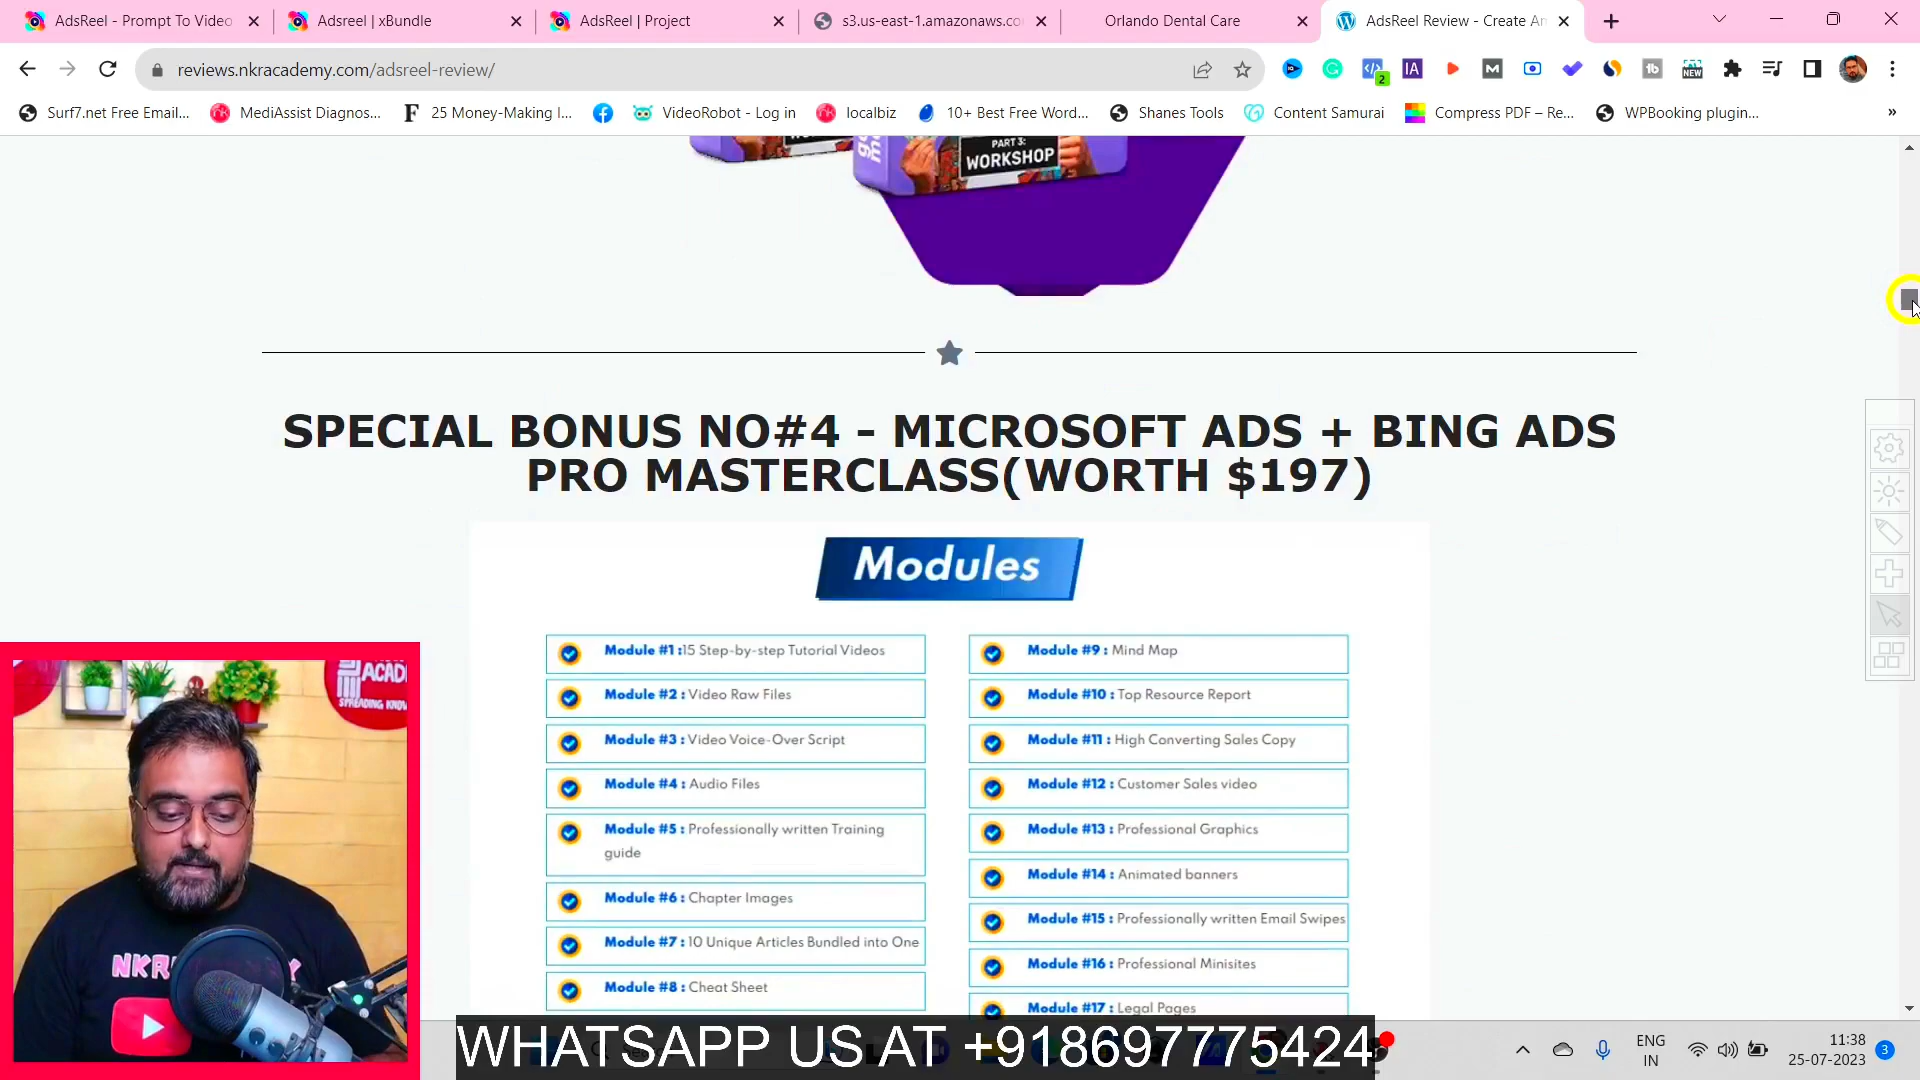 AdsReel - Prompt To Video
Adsreel | xBundle
AdsReel | Project
s3.us-east-1.amazonaws.co
Orlando Dental Care
AdsReel Review - Create An
reviews.nkracademy.com/adsreel-review/
2
IA
M
tb
NEW
Surf7.net Free Email...
MediAssist Diagnos...
25 Money-Making I...
VideoRobot - Log in
localbiz
10+ Best Free Word...
Shanes Tools
Content Samurai
Compress PDF – Re...
WPBooking plugin...
PART 3:
WORKSHOP
SPECIAL BONUS NO#4 - MICROSOFT ADS + BING ADS
PRO MASTERCLASS(WORTH $197)
Modules
Module #1 :15 Step-by-step Tutorial Videos
Module #2 : Video Raw Files
Module #3 : Video Voice-Over Script
Module #4 : Audio Files
Module #5 : Professionally written Training
guide
Module #6 : Chapter Images
Module #7 : 10 Unique Articles Bundled into One
Module #8 : Cheat Sheet
Module #9 : Mind Map
Module #10 : Top Resource Report
Module #11 : High Converting Sales Copy
Module #12 : Customer Sales video
Module #13 : Professional Graphics
Module #14 : Animated banners
Module #15 : Professionally written Email Swipes
Module #16 : Professional Minisites
Module #17 : Legal Pages
ACAD
SPREADING KNOW
NKR
Y
WHATSAPP US AT +918697775424
ENG
IN
11:38
25-07-2023
3